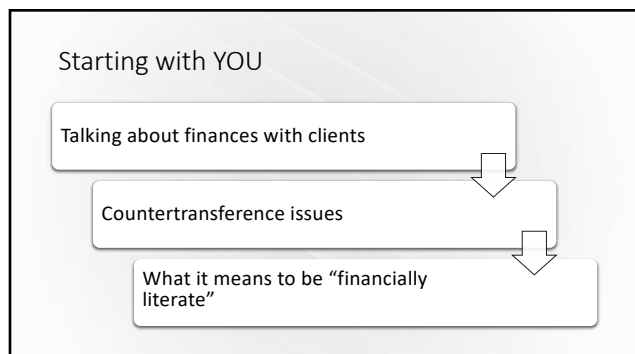 Starting with YOU
Talking about finances with clients
Countertransference issues
What it means to be “financially
literate”